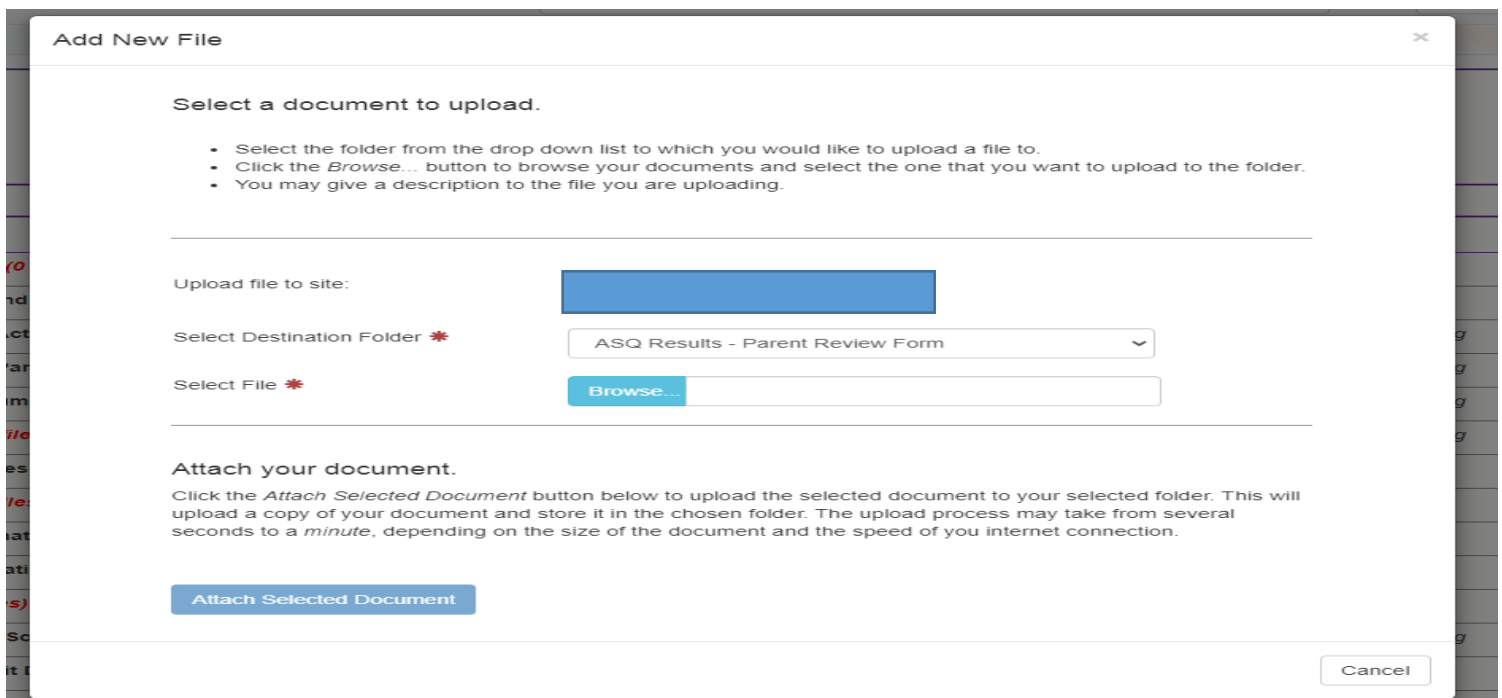 Add New File
×
Select a document to upload.
• Select the folder from the drop down list to which you would like to upload a file to.
• Click the Browse... button to browse your documents and select the one that you want to upload to the folder.
• You may give a description to the file you are uploading.
Upload file to site:
Select Destination Folder ✱
ASQ Results - Parent Review Form
Select File ✱
Browse...
Attach your document.
Click the Attach Selected Document button below to upload the selected document to your selected folder. This will
upload a copy of your document and store it in the chosen folder. The upload process may take from several
seconds to a minute, depending on the size of the document and the speed of you internet connection.
Attach Selected Document
Cancel